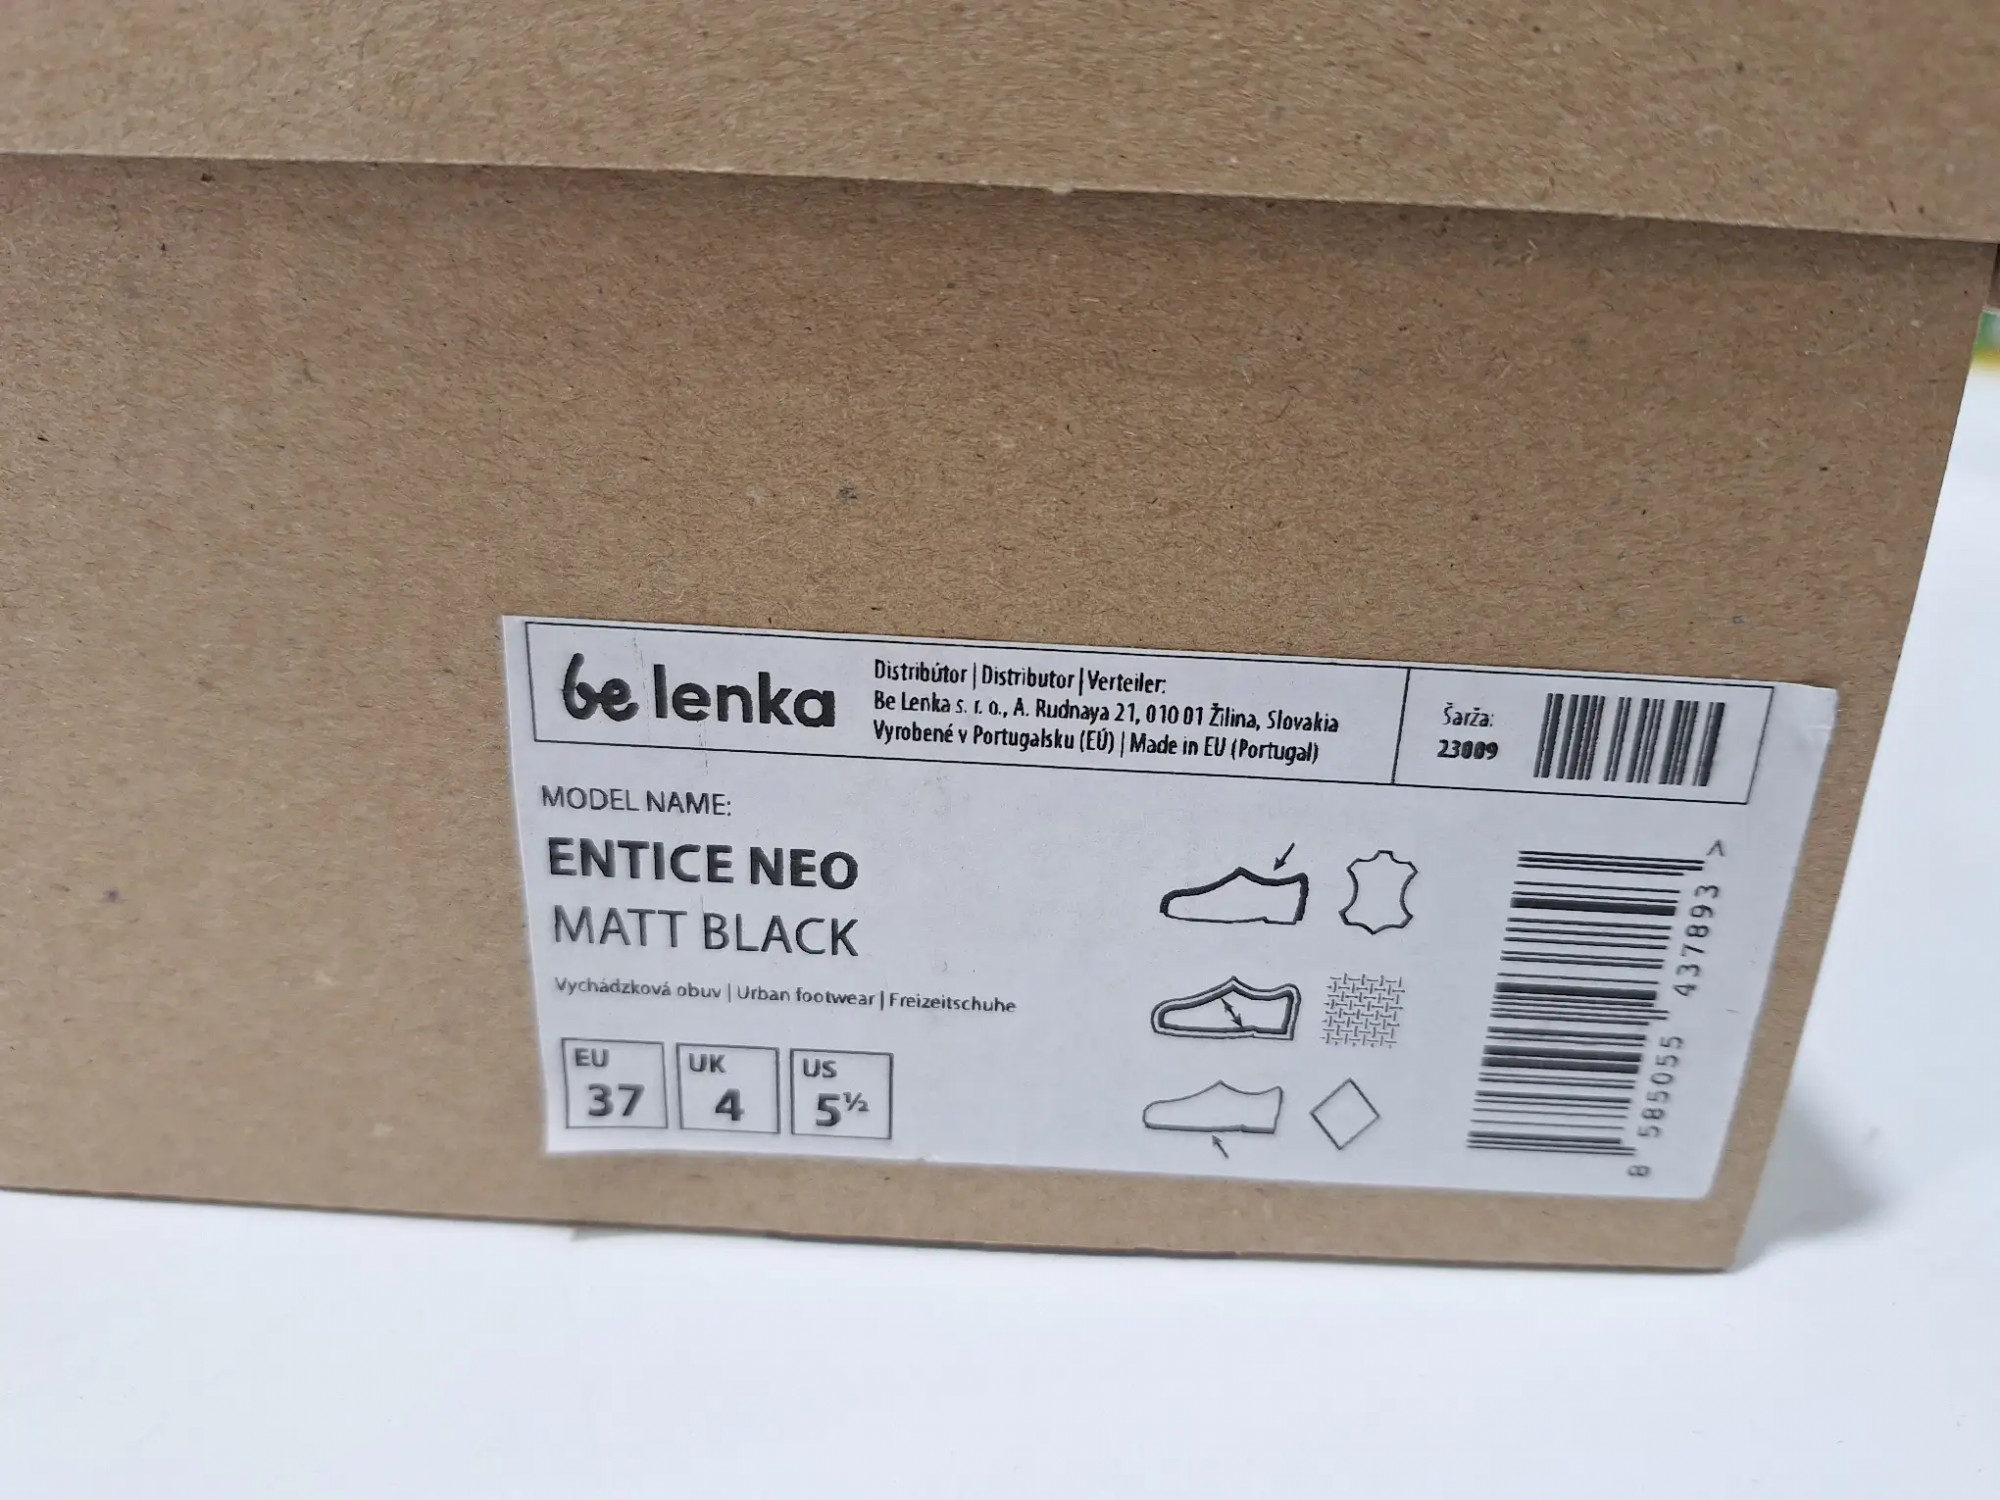 be lenka
Distribútor | Distributor | Verteiler:
Be Lenka s. r. o., A. Rudnaya 21, 010 01 Žilina, Slovakia
Vyrobené v Portugalsku (EÚ) | Made in EU (Portugal)
Šarža:
23009
MODEL NAME:
ENTICE NEO
MATT BLACK
Vychádzková obuv | Urban footwear | Freizeitschuhe
EU
37
UK
4
US
5½
8 585055 437893 >